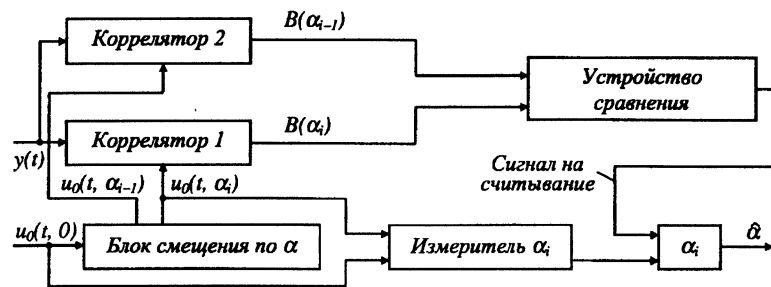 B(αᵢ₋₁)
Коррелятор 2
Устройство
сравнения
Коррелятор 1
B(αᵢ)
y(t)
u₀(t, αᵢ₋₁)
u₀(t, αᵢ)
Сигнал на
считывание
u₀(t, 0)
Блок смещения по α
Измеритель αᵢ
αᵢ
α̂